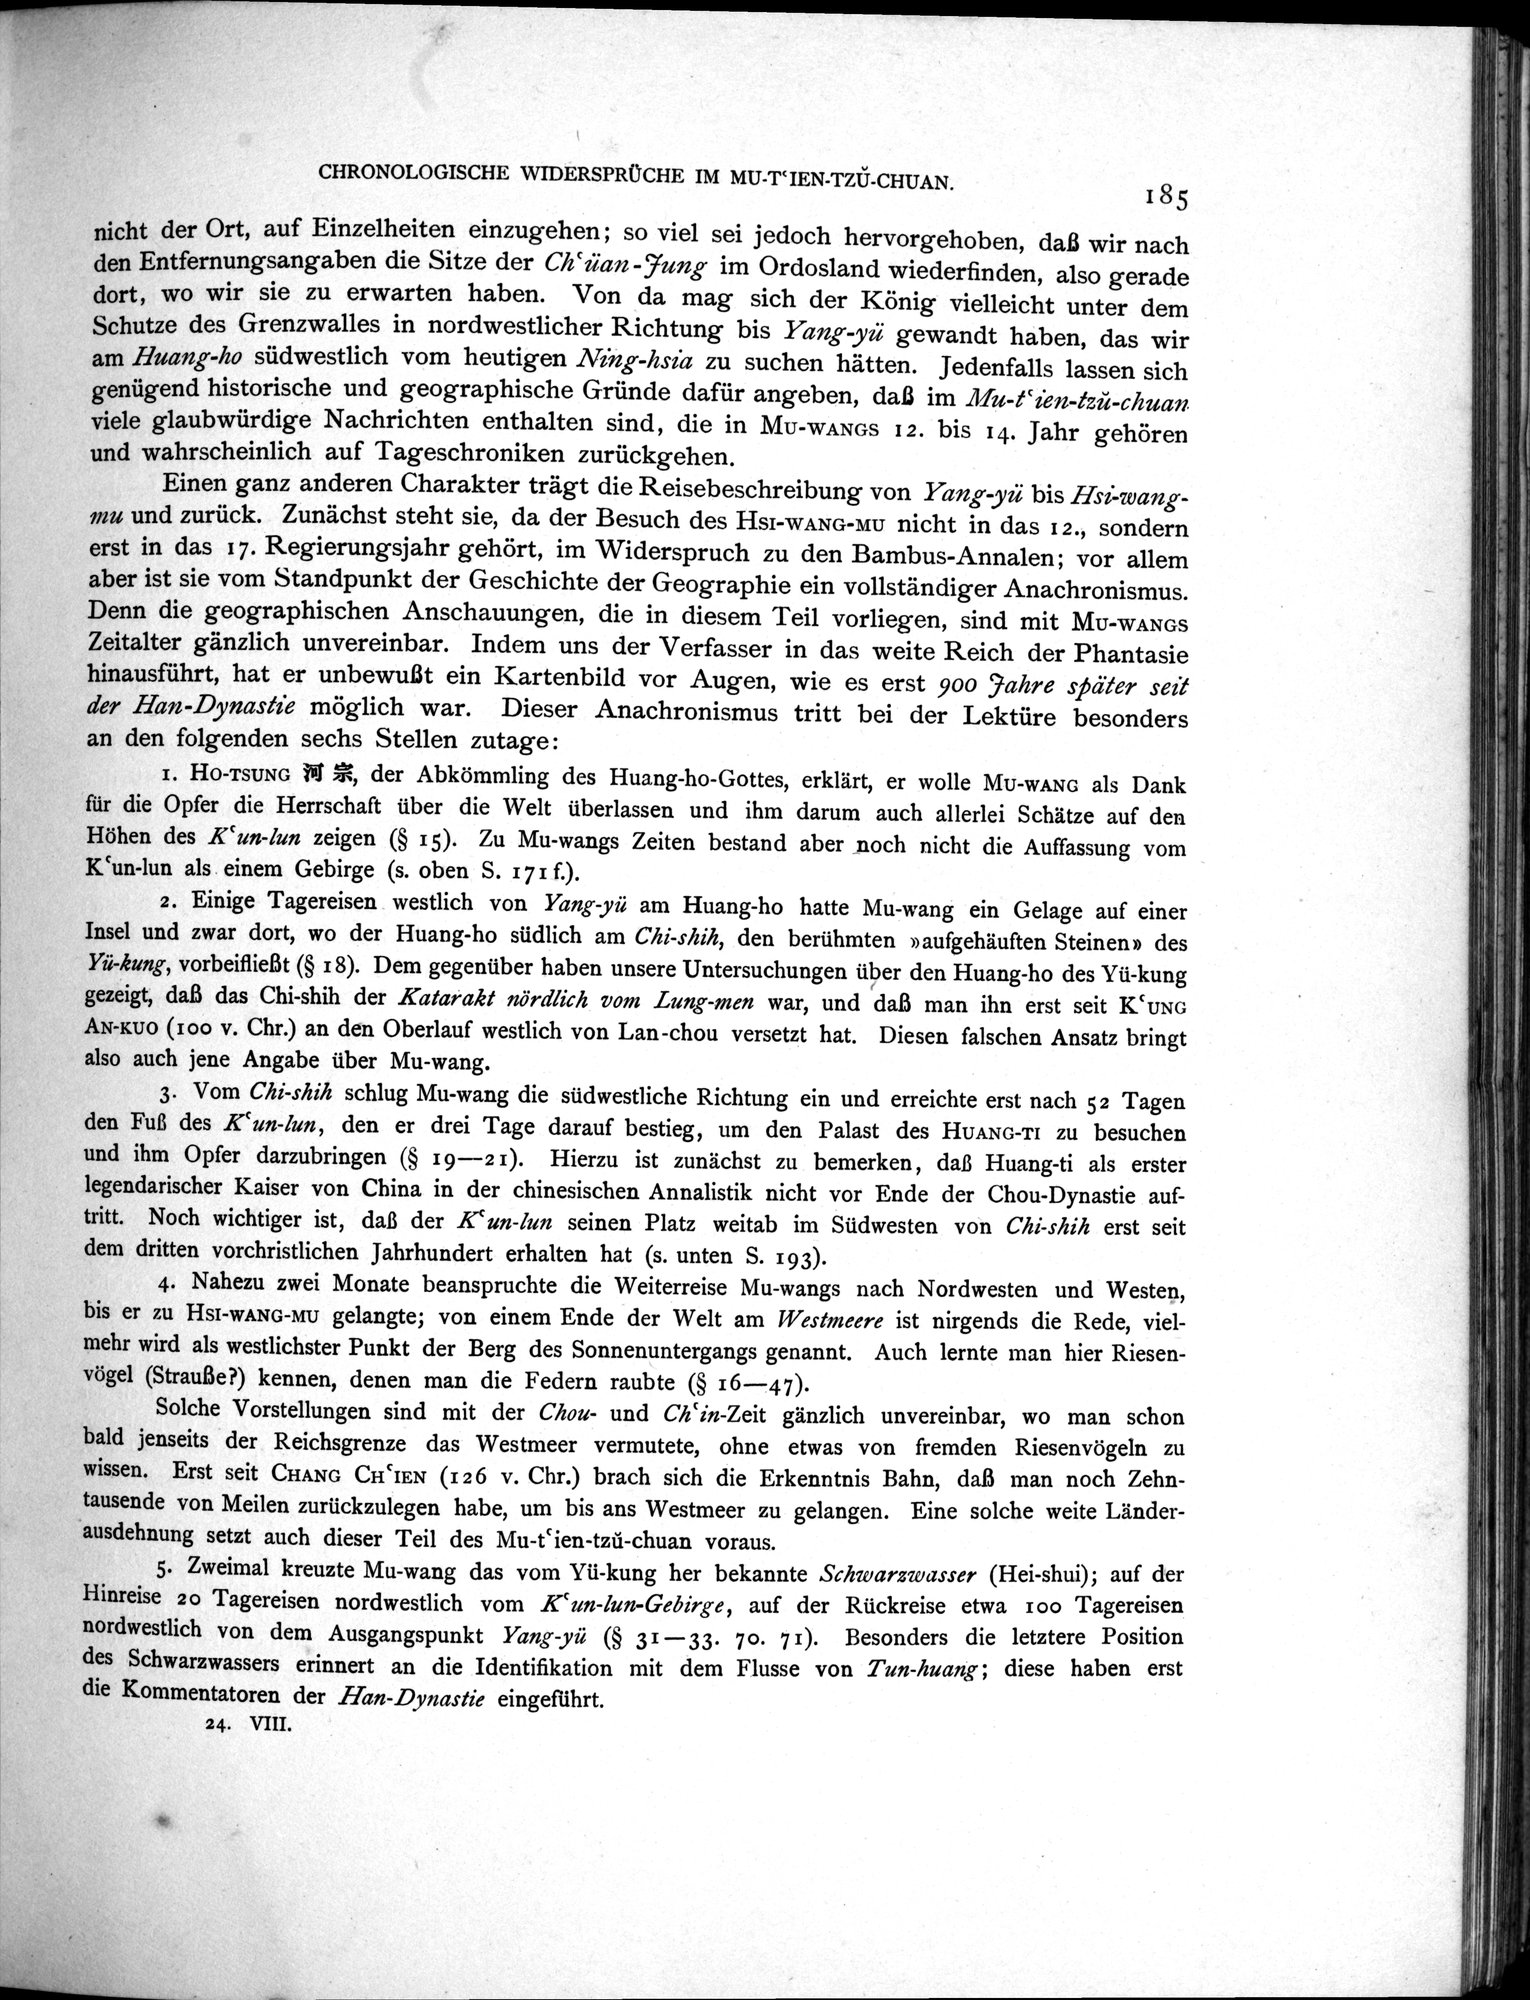 CHRONOLOGISCHE WIDERSPRÜCHE IM MU-TʿIEN-TZŬ-CHUAN.
185
nicht der Ort, auf Einzelheiten einzugehen; so viel sei jedoch hervorgehoben, daß wir nach
den Entfernungsangaben die Sitze der Chʿüan-Jung im Ordosland wiederfinden, also gerade
dort, wo wir sie zu erwarten haben. Von da mag sich der König vielleicht unter dem
Schutze des Grenzwalles in nordwestlicher Richtung bis Yang-yü gewandt haben, das wir
am Huang-ho südwestlich vom heutigen Ning-hsia zu suchen hätten. Jedenfalls lassen sich
genügend historische und geographische Gründe dafür angeben, daß im Mu-tʿien-tzŭ-chuan
viele glaubwürdige Nachrichten enthalten sind, die in MU-WANGS 12. bis 14. Jahr gehören
und wahrscheinlich auf Tageschroniken zurückgehen.
Einen ganz anderen Charakter trägt die Reisebeschreibung von Yang-yü bis Hsi-wang-
mu und zurück. Zunächst steht sie, da der Besuch des HSI-WANG-MU nicht in das 12., sondern
erst in das 17. Regierungsjahr gehört, im Widerspruch zu den Bambus-Annalen; vor allem
aber ist sie vom Standpunkt der Geschichte der Geographie ein vollständiger Anachronismus.
Denn die geographischen Anschauungen, die in diesem Teil vorliegen, sind mit MU-WANGS
Zeitalter gänzlich unvereinbar. Indem uns der Verfasser in das weite Reich der Phantasie
hinausführt, hat er unbewußt ein Kartenbild vor Augen, wie es erst 900 Jahre später seit
der Han-Dynastie möglich war. Dieser Anachronismus tritt bei der Lektüre besonders
an den folgenden sechs Stellen zutage:
1. HO-TSUNG 河宗, der Abkömmling des Huang-ho-Gottes, erklärt, er wolle MU-WANG als Dank
für die Opfer die Herrschaft über die Welt überlassen und ihm darum auch allerlei Schätze auf den
Höhen des Kʿun-lun zeigen (§ 15). Zu Mu-wangs Zeiten bestand aber noch nicht die Auffassung vom
Kʿun-lun als einem Gebirge (s. oben S. 171 f.).
2. Einige Tagereisen westlich von Yang-yü am Huang-ho hatte Mu-wang ein Gelage auf einer
Insel und zwar dort, wo der Huang-ho südlich am Chi-shih, den berühmten »aufgehäuften Steinen» des
Yü-kung, vorbeifließt (§ 18). Dem gegenüber haben unsere Untersuchungen über den Huang-ho des Yü-kung
gezeigt, daß das Chi-shih der Katarakt nördlich vom Lung-men war, und daß man ihn erst seit KʿUNG
AN-KUO (100 v. Chr.) an den Oberlauf westlich von Lan-chou versetzt hat. Diesen falschen Ansatz bringt
also auch jene Angabe über Mu-wang.
3. Vom Chi-shih schlug Mu-wang die südwestliche Richtung ein und erreichte erst nach 52 Tagen
den Fuß des Kʿun-lun, den er drei Tage darauf bestieg, um den Palast des HUANG-TI zu besuchen
und ihm Opfer darzubringen (§ 19—21). Hierzu ist zunächst zu bemerken, daß Huang-ti als erster
legendarischer Kaiser von China in der chinesischen Annalistik nicht vor Ende der Chou-Dynastie auf-
tritt. Noch wichtiger ist, daß der Kʿun-lun seinen Platz weitab im Südwesten von Chi-shih erst seit
dem dritten vorchristlichen Jahrhundert erhalten hat (s. unten S. 193).
4. Nahezu zwei Monate beanspruchte die Weiterreise Mu-wangs nach Nordwesten und Westen,
bis er zu HSI-WANG-MU gelangte; von einem Ende der Welt am Westmeere ist nirgends die Rede, viel-
mehr wird als westlichster Punkt der Berg des Sonnenuntergangs genannt. Auch lernte man hier Riesen-
vögel (Strauße?) kennen, denen man die Federn raubte (§ 16—47).
Solche Vorstellungen sind mit der Chou- und Chʿin-Zeit gänzlich unvereinbar, wo man schon
bald jenseits der Reichsgrenze das Westmeer vermutete, ohne etwas von fremden Riesenvögeln zu
wissen. Erst seit CHANG CHʿIEN (126 v. Chr.) brach sich die Erkenntnis Bahn, daß man noch Zehn-
tausende von Meilen zurückzulegen habe, um bis ans Westmeer zu gelangen. Eine solche weite Länder-
ausdehnung setzt auch dieser Teil des Mu-tʿien-tzŭ-chuan voraus.
5. Zweimal kreuzte Mu-wang das vom Yü-kung her bekannte Schwarzwasser (Hei-shui); auf der
Hinreise 20 Tagereisen nordwestlich vom Kʿun-lun-Gebirge, auf der Rückreise etwa 100 Tagereisen
nordwestlich von dem Ausgangspunkt Yang-yü (§ 31—33. 70. 71). Besonders die letztere Position
des Schwarzwassers erinnert an die Identifikation mit dem Flusse von Tun-huang; diese haben erst
die Kommentatoren der Han-Dynastie eingeführt.
24. VIII.